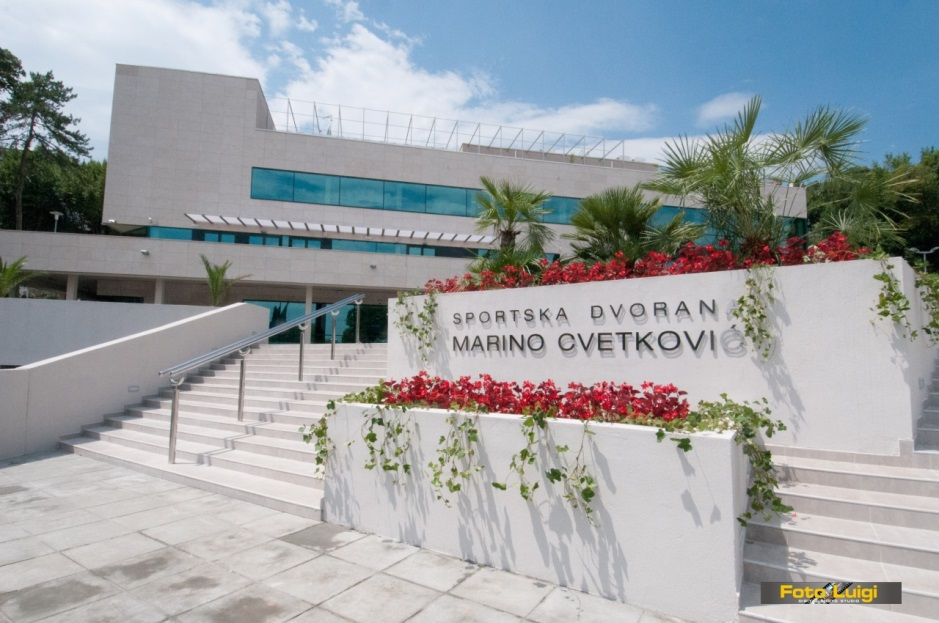 SPORTSKA DVORAN
MARINO CVETKOVIĆ
Foto Luigi